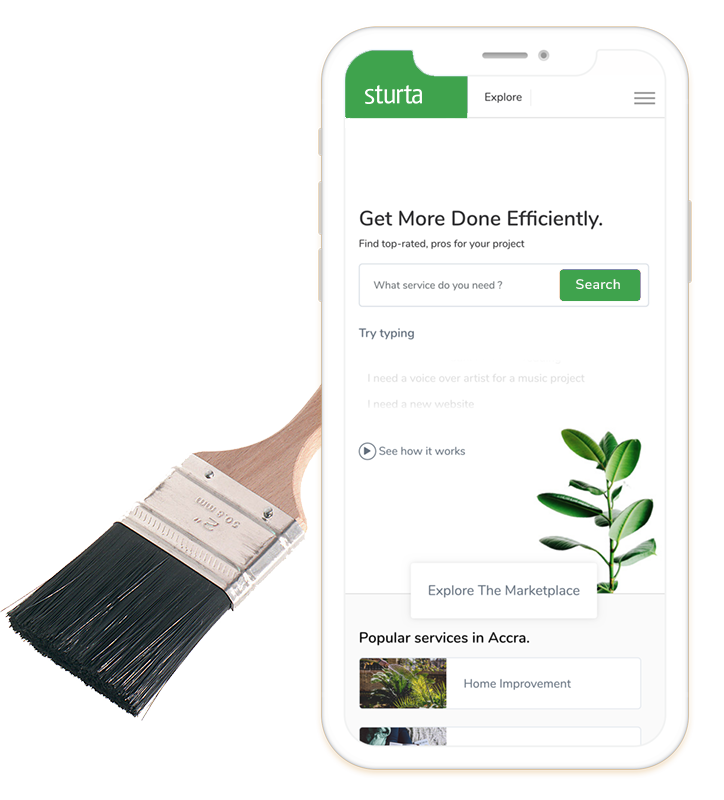 sturta
Explore
Get More Done Efficiently.
Find top-rated, pros for your project
What service do you need ?
Search
Try typing
I need a voice over artist for a music project
I need a new website
See how it works
Explore The Marketplace
Popular services in Accra.
Home Improvement
2"
50.8 mm